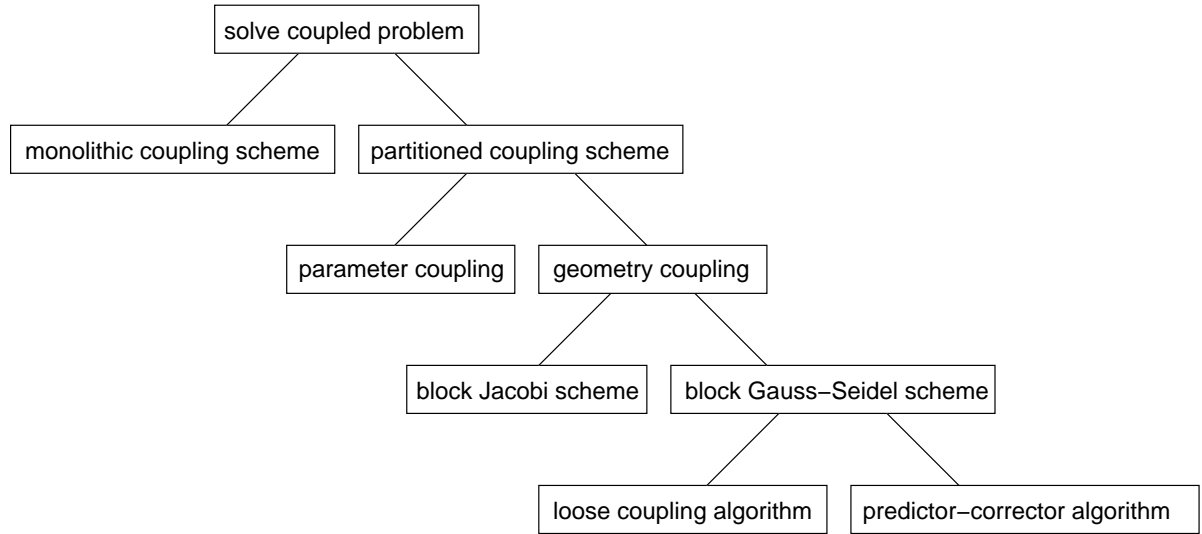 solve coupled problem
monolithic coupling scheme
partitioned coupling scheme
parameter coupling
geometry coupling
block Jacobi scheme
block Gauss−Seidel scheme
loose coupling algorithm
predictor−corrector algorithm